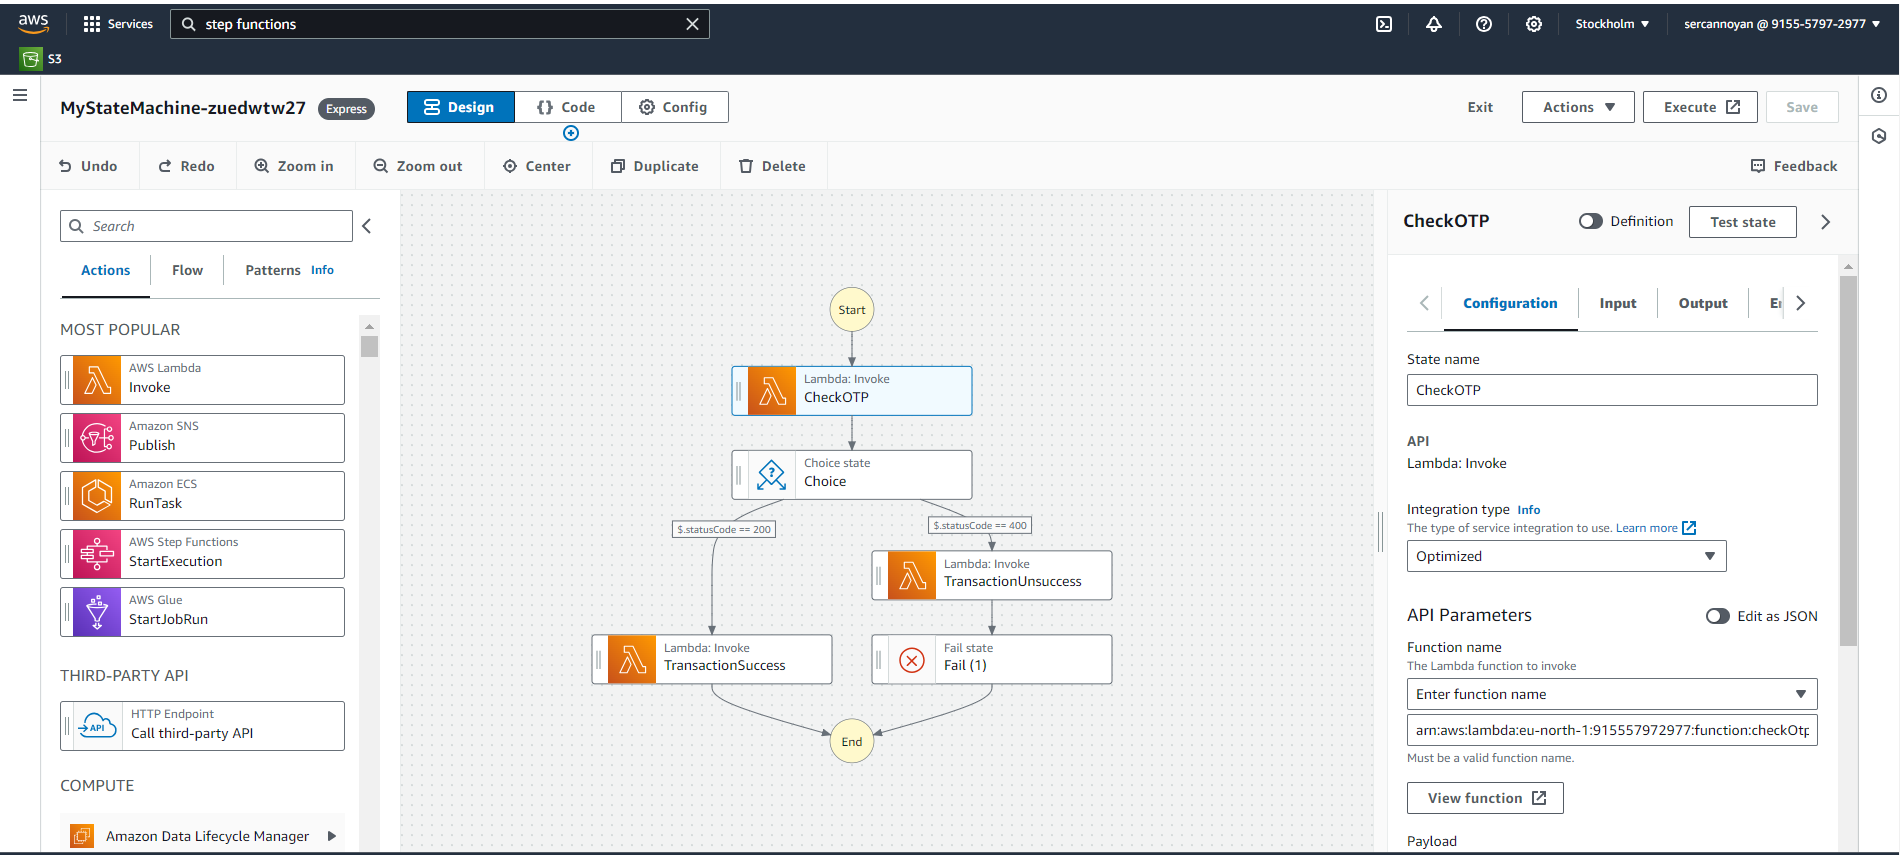 aws
Services
step functions
Stockholm
sercannoyan @ 9155-5797-2977
S3
MyStateMachine-zuedwtw27
Express
Design
{} Code
Config
Exit
Actions
Execute
Save
Undo
Redo
Zoom in
Zoom out
Center
Duplicate
Delete
Feedback
Search
Actions
Flow
Patterns
Info
MOST POPULAR
AWS Lambda
Invoke
Amazon SNS
Publish
Amazon ECS
RunTask
AWS Step Functions
StartExecution
AWS Glue
StartJobRun
THIRD-PARTY API
API
HTTP Endpoint
Call third-party API
COMPUTE
Amazon Data Lifecycle Manager
Start
Lambda: Invoke
CheckOTP
Choice state
Choice
$.statusCode == 200
$.statusCode == 400
Lambda: Invoke
TransactionUnsuccess
Lambda: Invoke
TransactionSuccess
Fail state
Fail (1)
End
CheckOTP
Definition
Test state
Configuration
Input
Output
State name
CheckOTP
API
Lambda: Invoke
Integration type
Info
The type of service integration to use. Learn more
Optimized
API Parameters
Edit as JSON
Function name
The Lambda function to invoke
Enter function name
arn:aws:lambda:eu-north-1:915557972977:function:checkOtp
Must be a valid function name.
View function
Payload